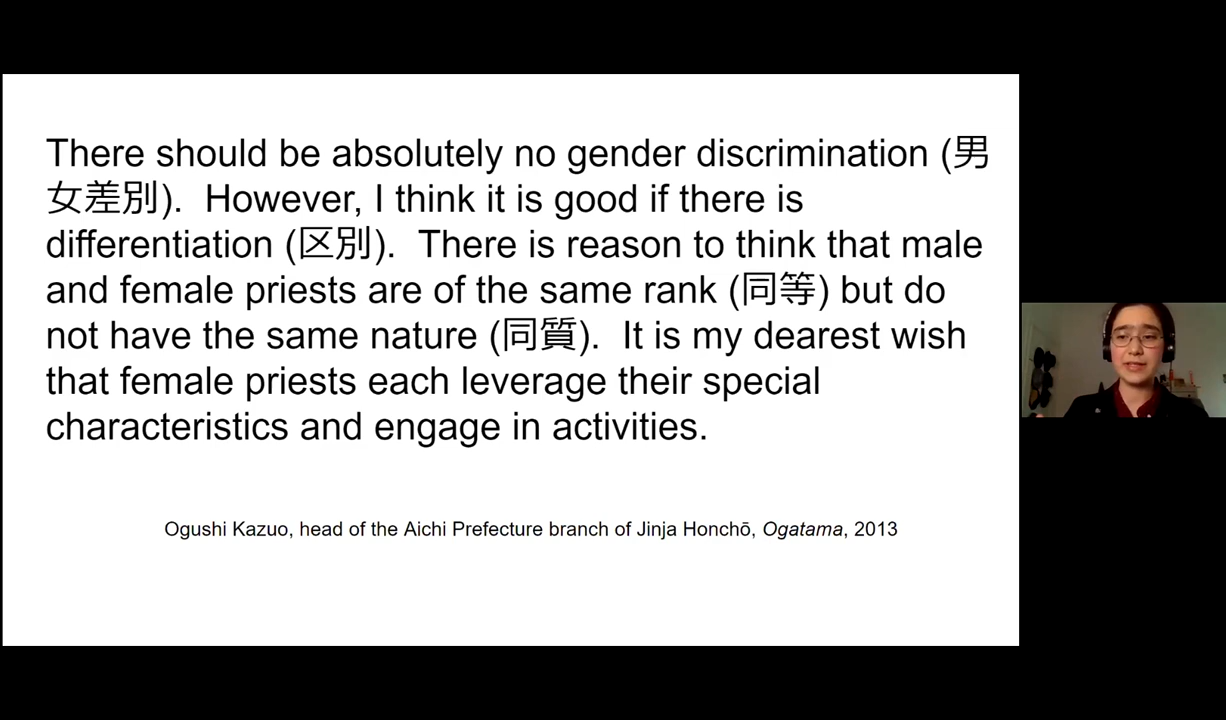 There should be absolutely no gender discrimination (男
女差別).  However, I think it is good if there is
differentiation (区別).  There is reason to think that male
and female priests are of the same rank (同等) but do
not have the same nature (同質).  It is my dearest wish
that female priests each leverage their special
characteristics and engage in activities.
Ogushi Kazuo, head of the Aichi Prefecture branch of Jinja Honchō, Ogatama, 2013